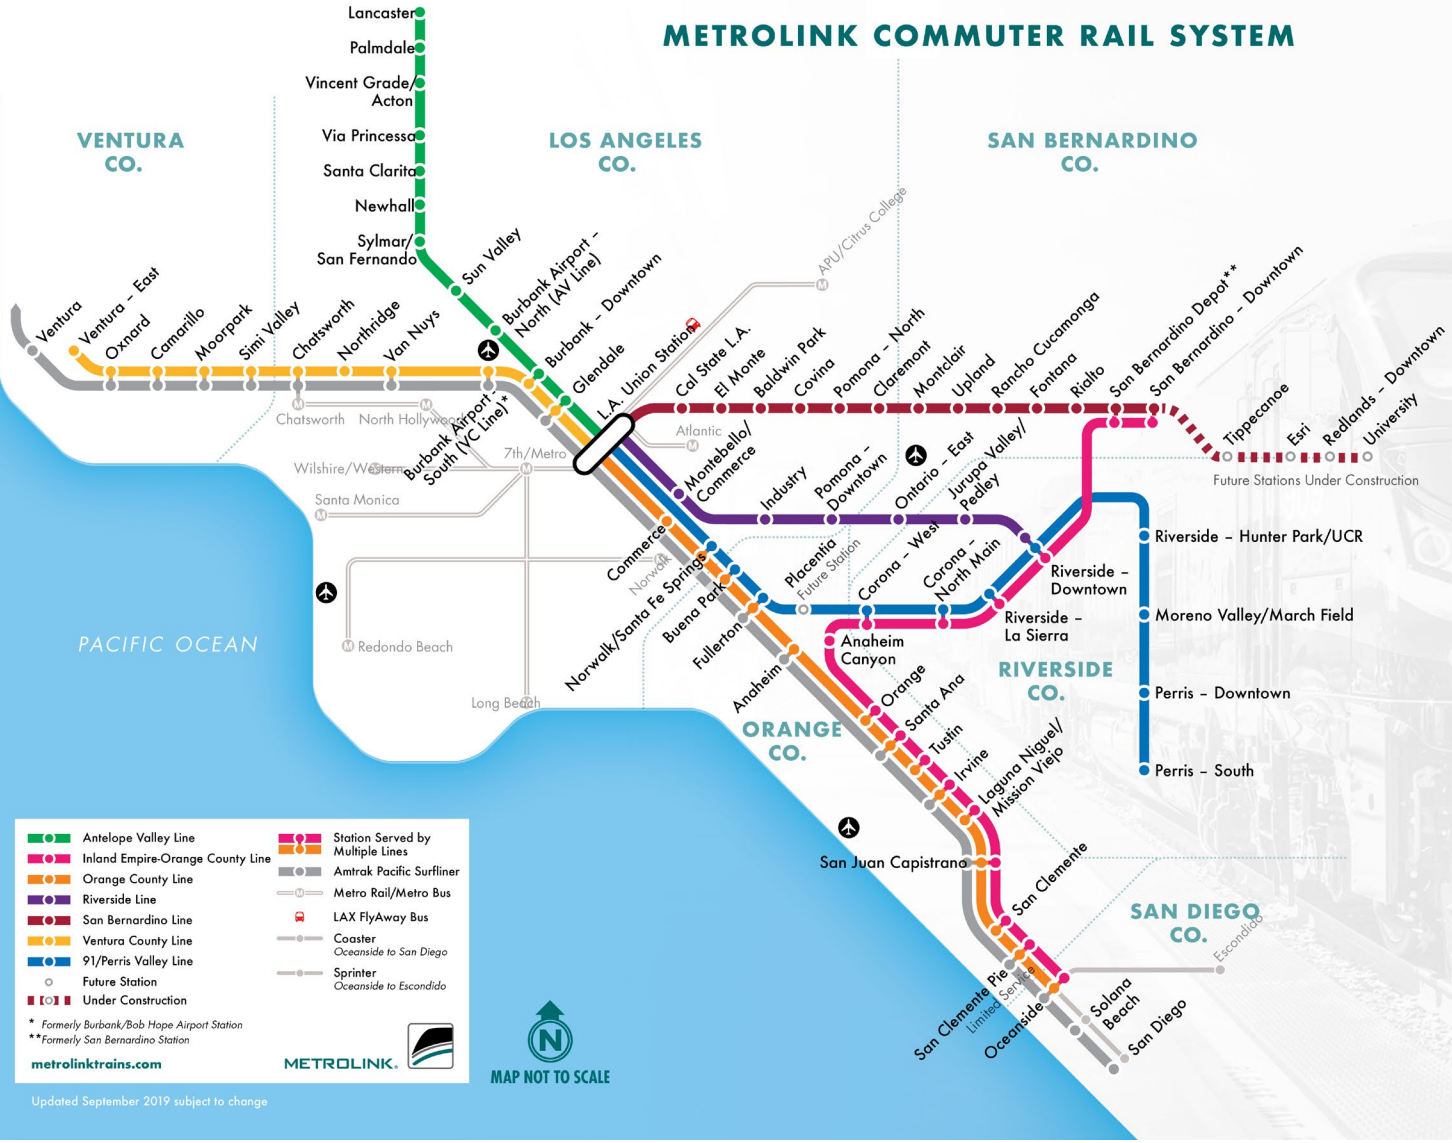 METROLINK COMMUTER RAIL SYSTEM
Lancaster
Palmdale
Vincent Grade/
Acton
Via Princessa
Santa Clarita
Newhall
Sylmar/
San Fernando
VENTURA
CO.
LOS ANGELES
CO.
SAN BERNARDINO
CO.
Sun Valley
Burbank Airport –
North (AV Line)
Burbank – Downtown
Glendale
L.A. Union Station
APU/Citrus College
Ventura
Ventura – East
Oxnard
Camarillo
Moorpark
Simi Valley
Chatsworth
Northridge
Van Nuys
Burbank Airport -
South (VC Line)*
Chatsworth
North Hollywood
Wilshire/Western
7th/Metro
Santa Monica
Atlantic
Norwalk
Redondo Beach
Long Beach
Cal State L.A.
El Monte
Baldwin Park
Covina
Pomona – North
Claremont
Montclair
Upland
Rancho Cucamonga
Fontana
Rialto
San Bernardino Depot**
San Bernardino – Downtown
Tippecanoe
Esri
Redlands – Downtown
University
Future Stations Under Construction
Montebello/
Commerce
Industry
Pomona –
Downtown
Ontario – East
Jurupa Valley/
Pedley
Commerce
Norwalk/Santa Fe Springs
Buena Park
Fullerton
Anaheim
Placentia
Future Station
Corona – West
Corona –
North Main
Riverside –
Downtown
Riverside –
La Sierra
Riverside – Hunter Park/UCR
Moreno Valley/March Field
Perris – Downtown
Perris – South
Anaheim
Canyon
Orange
Santa Ana
Tustin
Irvine
Laguna Niguel/
Mission Viejo
RIVERSIDE
CO.
ORANGE
CO.
PACIFIC OCEAN
San Juan Capistrano
San Clemente
San Clemente Pier
Limited Service
Oceanside
SAN DIEGO
CO.
Escondido
Solana
Beach
San Diego
Antelope Valley Line
Inland Empire-Orange County Line
Orange County Line
Riverside Line
San Bernardino Line
Ventura County Line
91/Perris Valley Line
Future Station
Under Construction
Station Served by
Multiple Lines
Amtrak Pacific Surfliner
M Metro Rail/Metro Bus
LAX FlyAway Bus
Coaster
Oceanside to San Diego
Sprinter
Oceanside to Escondido
* Formerly Burbank/Bob Hope Airport Station
**Formerly San Bernardino Station
metrolinktrains.com
METROLINK.
N
MAP NOT TO SCALE
Updated September 2019 subject to change